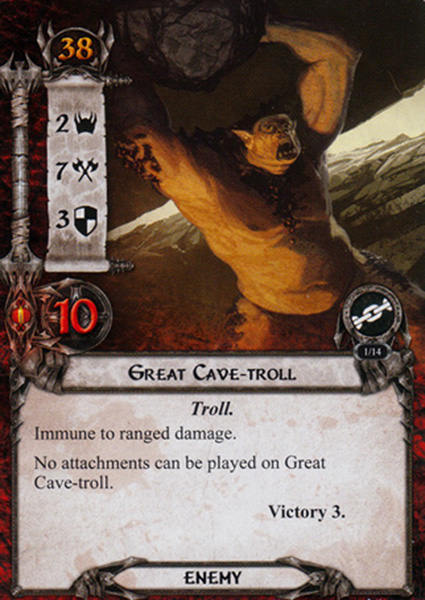 38
2
7
3
10
1/14
GREAT CAVE-TROLL
Troll.
Immune to ranged damage.
No attachments can be played on Great
Cave-troll.
Victory 3.
ENEMY